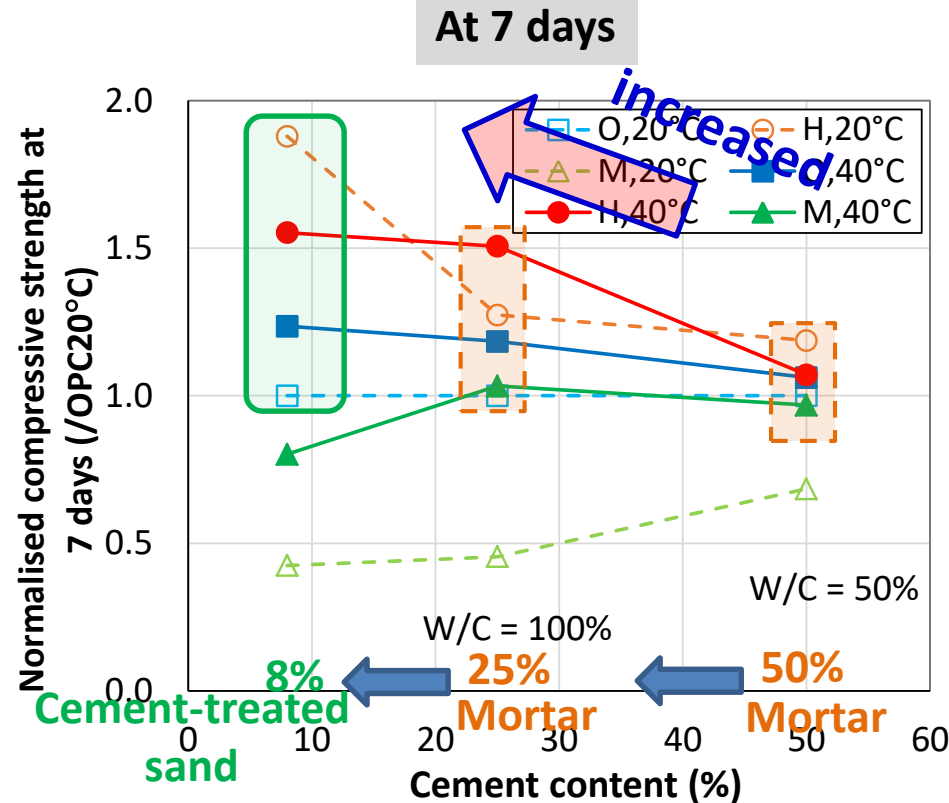 At 7 days
increased
O,20°C
H,20°C
M,20°C
O,40°C
H,40°C
M,40°C
Normalised compressive strength at
7 days (/OPC20°C)
2.0
1.5
1.0
0.5
0.0
W/C = 50%
W/C = 100%
8%
25%
50%
Cement-treated
sand
Mortar
Mortar
0
10
20
30
40
50
60
Cement content (%)